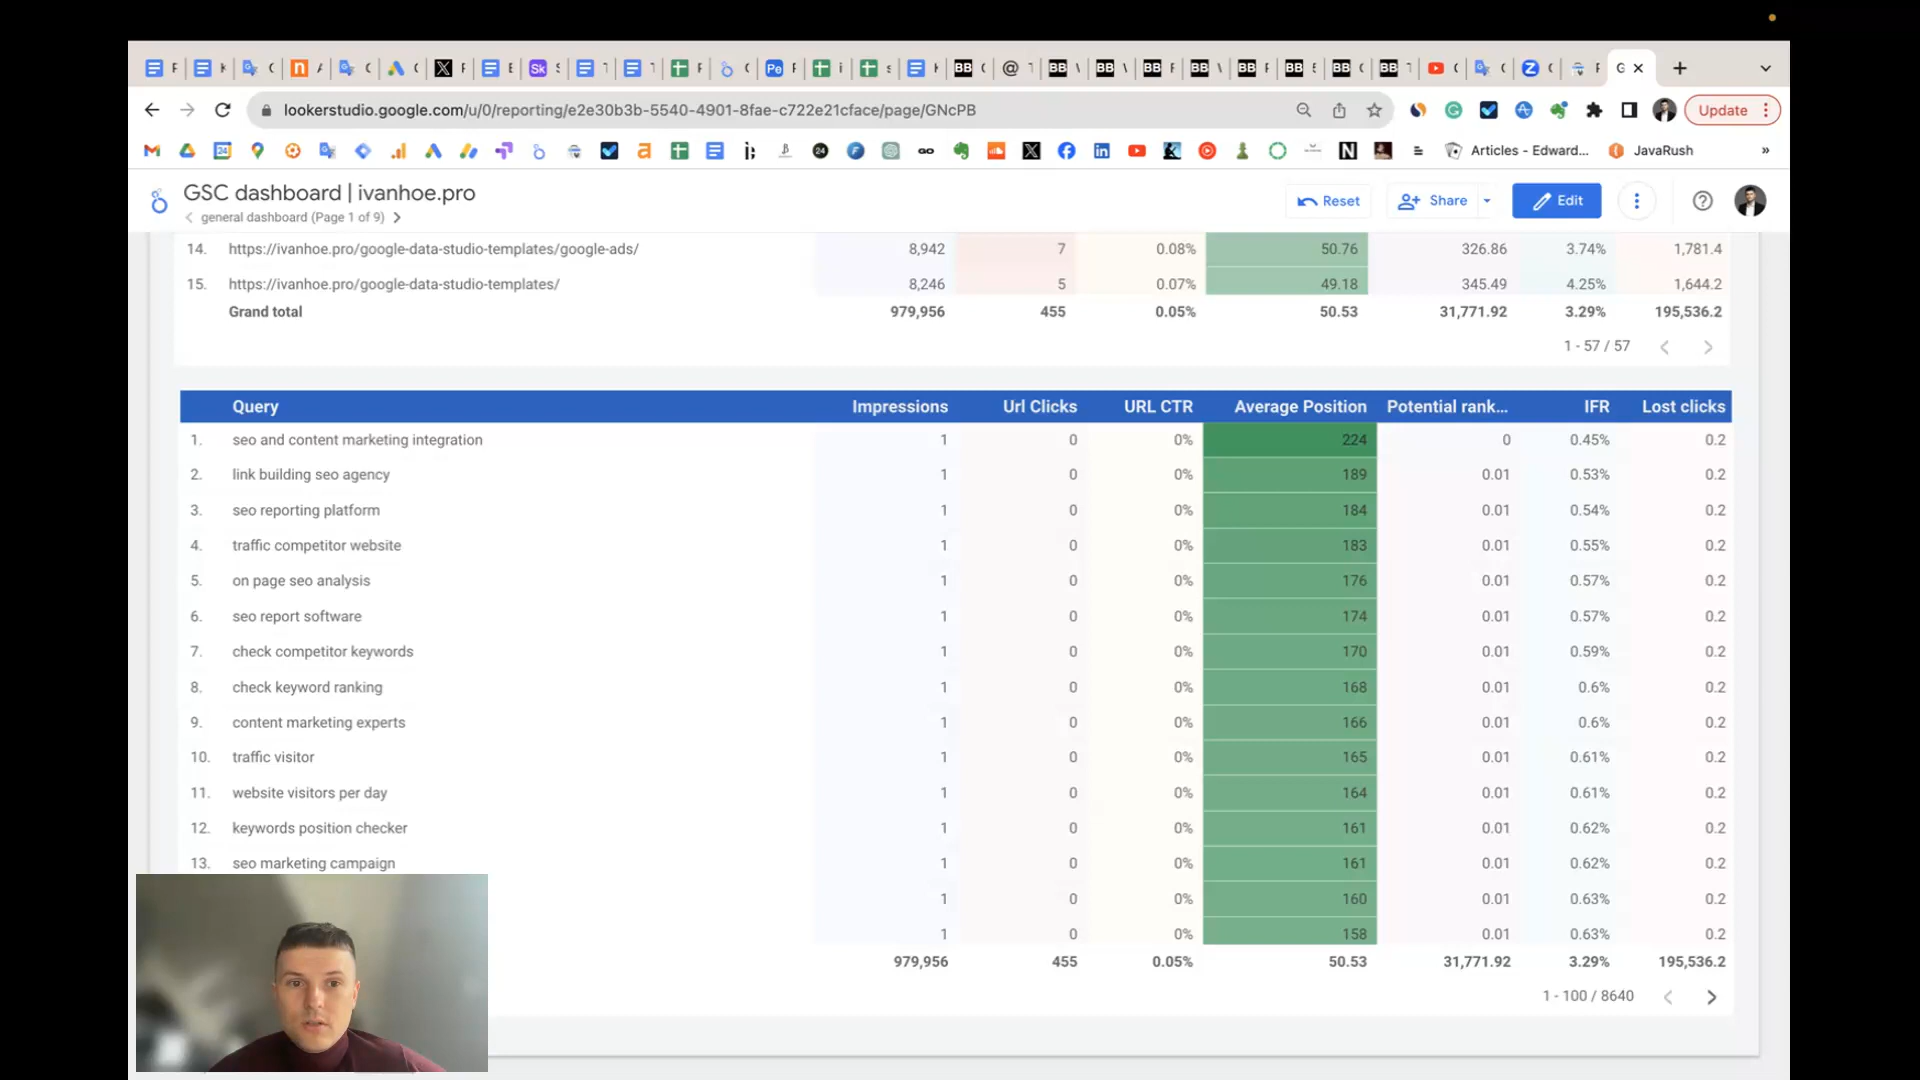 lookerstudio.google.com/u/0/reporting/e2e30b3b-5540-4901-8fae-c722e21cface/page/GNcPB
Update
Articles - Edward...
JavaRush
»
GSC dashboard | ivanhoe.pro
general dashboard (Page 1 of 9)
Reset
Share
Edit
14. https://ivanhoe.pro/google-data-studio-templates/google-ads/ 8,942 7 0.08% 50.76 326.86 3.74% 1,781.4
15. https://ivanhoe.pro/google-data-studio-templates/ 8,246 5 0.07% 49.18 345.49 4.25% 1,644.2
Grand total 979,956 455 0.05% 50.53 31,771.92 3.29% 195,536.2
1 - 57 / 57
Query Impressions Url Clicks URL CTR Average Position Potential rank... IFR Lost clicks
1. seo and content marketing integration 1 0 0% 224 0 0.45% 0.2
2. link building seo agency 1 0 0% 189 0.01 0.53% 0.2
3. seo reporting platform 1 0 0% 184 0.01 0.54% 0.2
4. traffic competitor website 1 0 0% 183 0.01 0.55% 0.2
5. on page seo analysis 1 0 0% 176 0.01 0.57% 0.2
6. seo report software 1 0 0% 174 0.01 0.57% 0.2
7. check competitor keywords 1 0 0% 170 0.01 0.59% 0.2
8. check keyword ranking 1 0 0% 168 0.01 0.6% 0.2
9. content marketing experts 1 0 0% 166 0.01 0.6% 0.2
10. traffic visitor 1 0 0% 165 0.01 0.61% 0.2
11. website visitors per day 1 0 0% 164 0.01 0.61% 0.2
12. keywords position checker 1 0 0% 161 0.01 0.62% 0.2
13. seo marketing campaign 1 0 0% 161 0.01 0.62% 0.2
1 0 0% 160 0.01 0.63% 0.2
1 0 0% 158 0.01 0.63% 0.2
979,956 455 0.05% 50.53 31,771.92 3.29% 195,536.2
1 - 100 / 8640